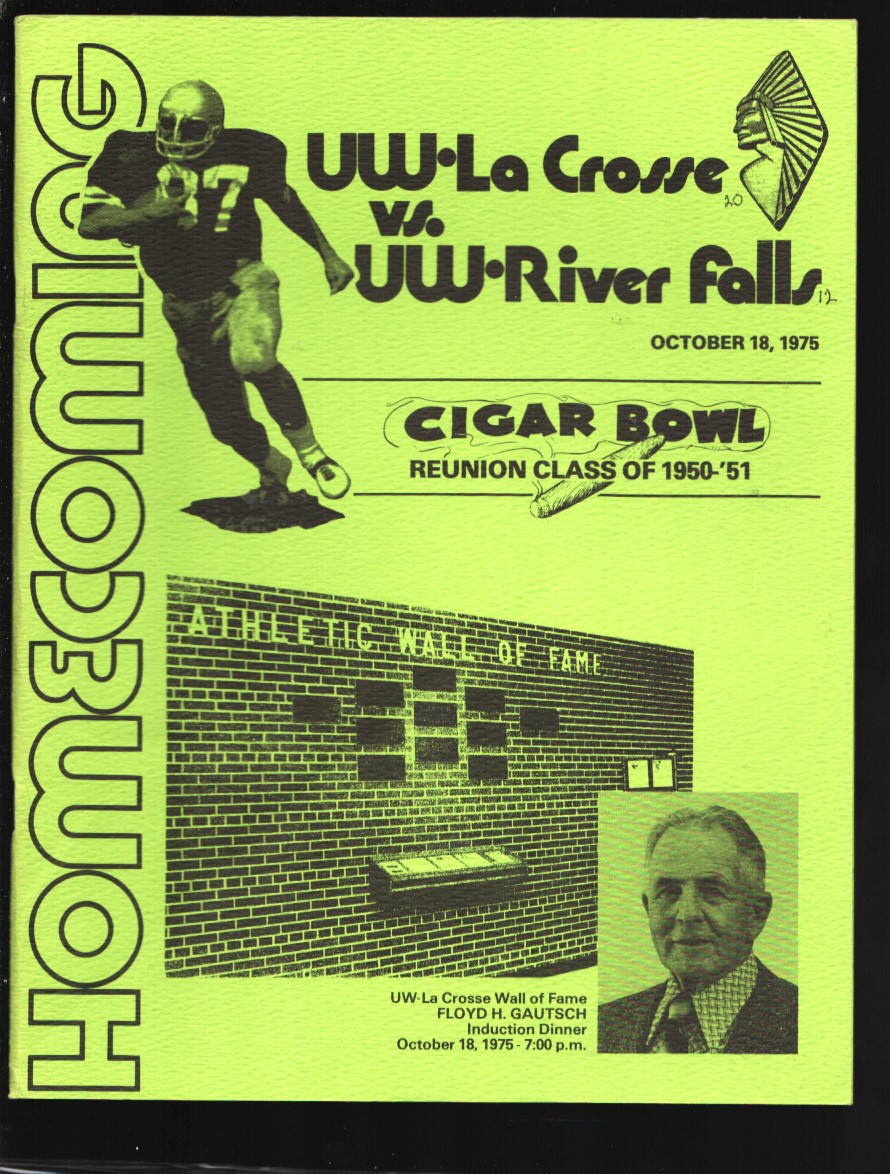 HOMECOMING
UW·La Crosse
20
vs.
UW·River Falls
12
OCTOBER 18, 1975
CIGAR BOWL
REUNION CLASS OF 1950-'51
ATHLETIC WALL OF FAME
UW-La Crosse Wall of Fame
FLOYD H. GAUTSCH
Induction Dinner
October 18, 1975 - 7:00 p.m.